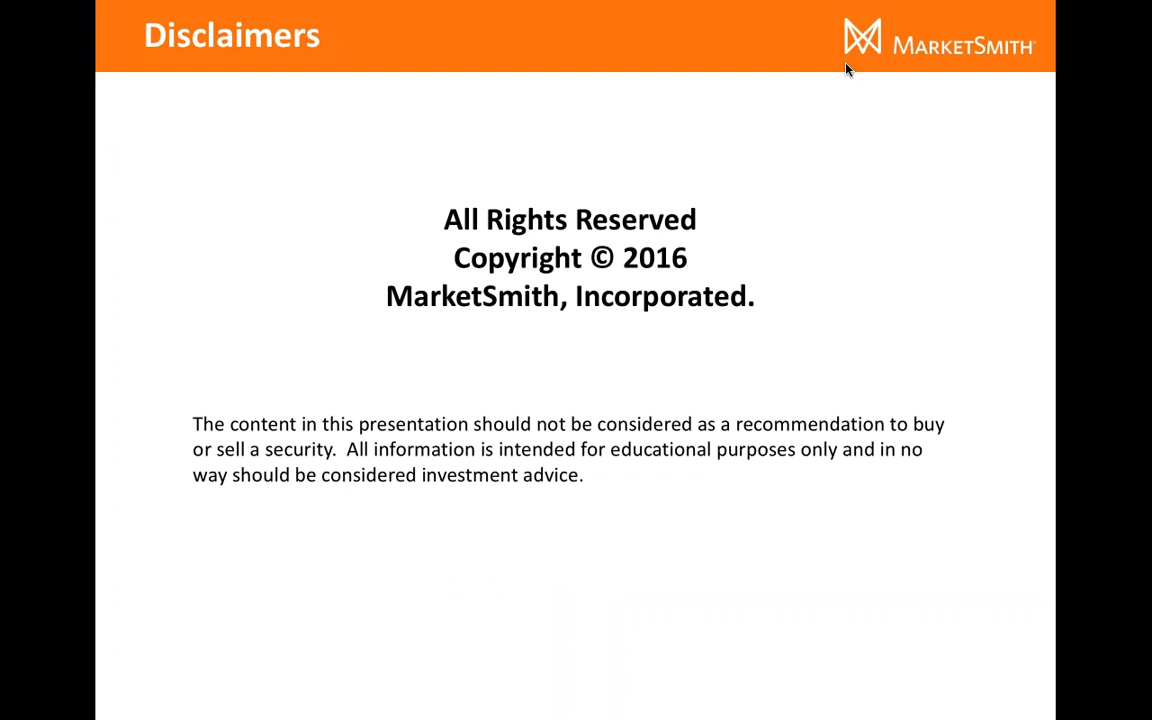 Disclaimers
MARKETSMITH
All Rights Reserved
Copyright © 2016
MarketSmith, Incorporated.
The content in this presentation should not be considered as a recommendation to buy
or sell a security.  All information is intended for educational purposes only and in no
way should be considered investment advice.